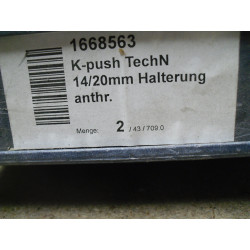 1668563
K-push TechN
14/20mm Halterung
anthr.
Menge: 2 / 43 / 709.0